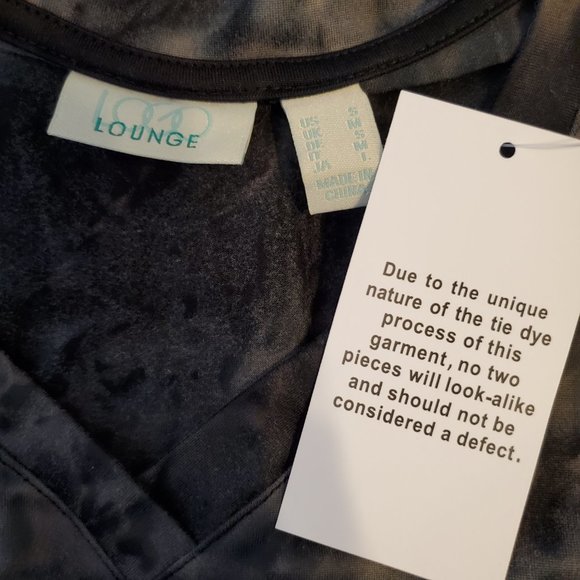 LOGO
LOUNGE
US S
UK M
DE S
IT M
JA L
MADE IN
CHINA
Due to the unique
nature of the tie dye
process of this
garment, no two
pieces will look-alike
and should not be
considered a defect.